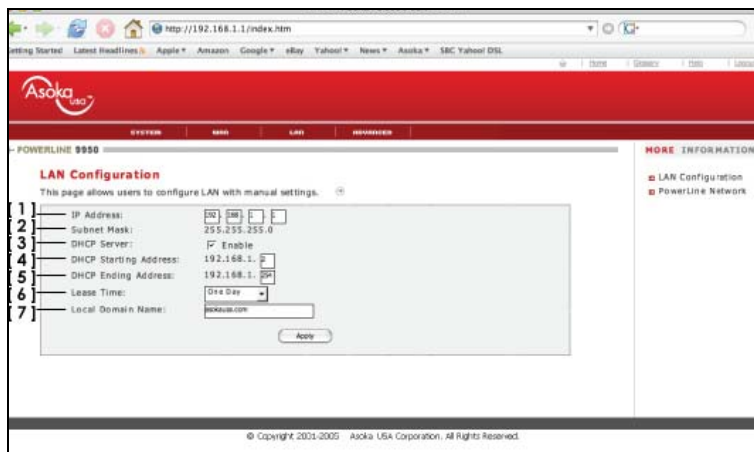 http://192.168.1.1/index.htm
Getting Started Latest Headlines Apple Amazon Google eBay Yahoo! News Asoka SBC Yahoo! DSL
Home Glossary Help Logout
Asoka USA
SYSTEM WAN LAN ADVANCED
POWERLINE 9950
MORE INFORMATION
LAN Configuration
LAN Configuration
This page allows users to configure LAN with manual settings.
PowerLine Network
[ 1 ] IP Address: 192 . 168 . 1 . 1
[ 2 ] Subnet Mask: 255.255.255.0
[ 3 ] DHCP Server: Enable
[ 4 ] DHCP Starting Address: 192.168.1. 2
[ 5 ] DHCP Ending Address: 192.168.1. 254
[ 6 ] Lease Time: One Day
[ 7 ] Local Domain Name: asokausa.com
Apply
© Copyright 2001-2005 Asoka USA Corporation. All Rights Reserved.